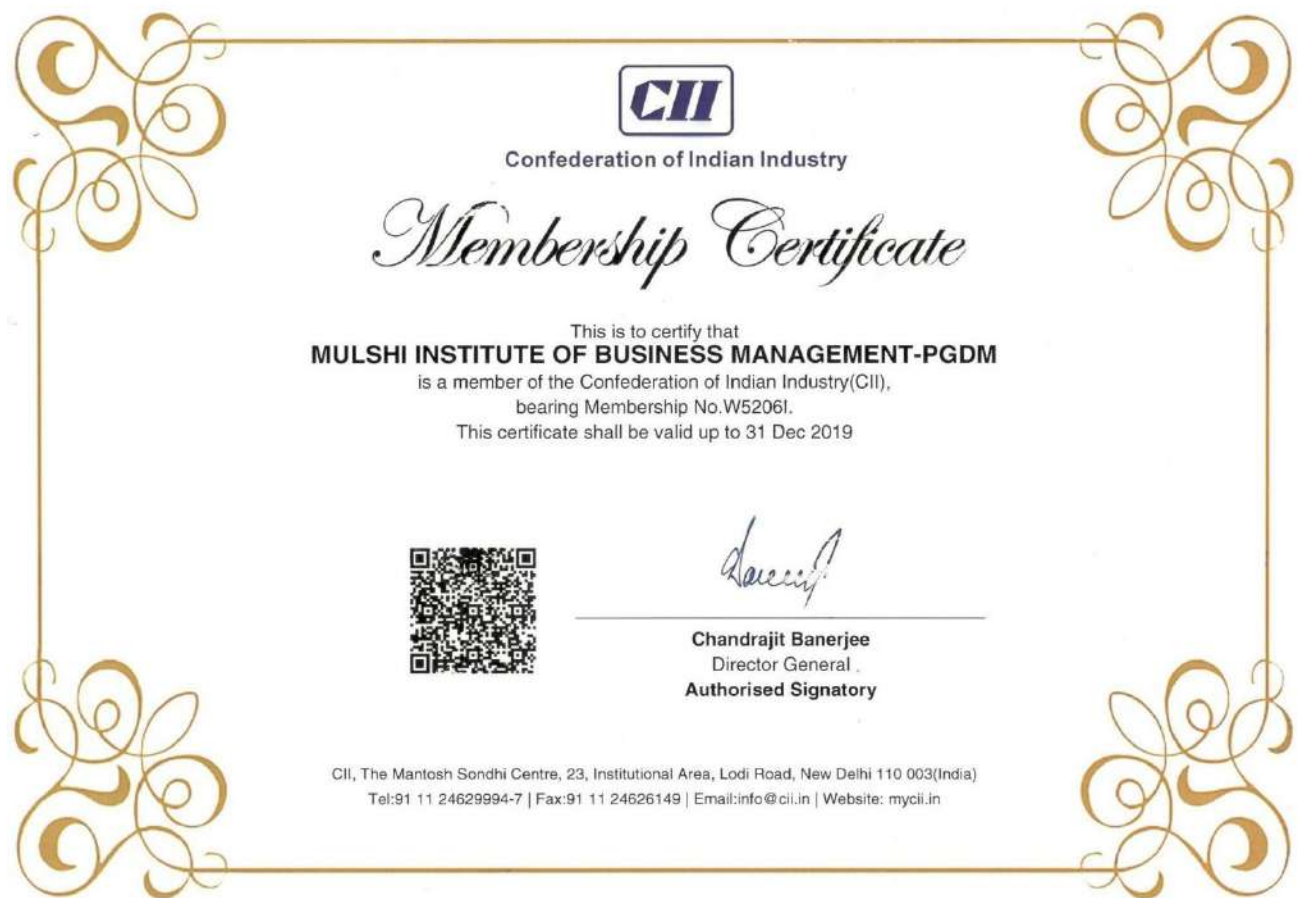 CII
Confederation of Indian Industry
Membership Certificate
This is to certify that
MULSHI INSTITUTE OF BUSINESS MANAGEMENT-PGDM
is a member of the Confederation of Indian Industry(CII),
bearing Membership No.W5206I.
This certificate shall be valid up to 31 Dec 2019
Chandrajit Banerjee
Director General
Authorised Signatory
CII, The Mantosh Sondhi Centre, 23, Institutional Area, Lodi Road, New Delhi 110 003(India)
Tel:91 11 24629994-7 | Fax:91 11 24626149 | Email:info@cii.in | Website: mycii.in